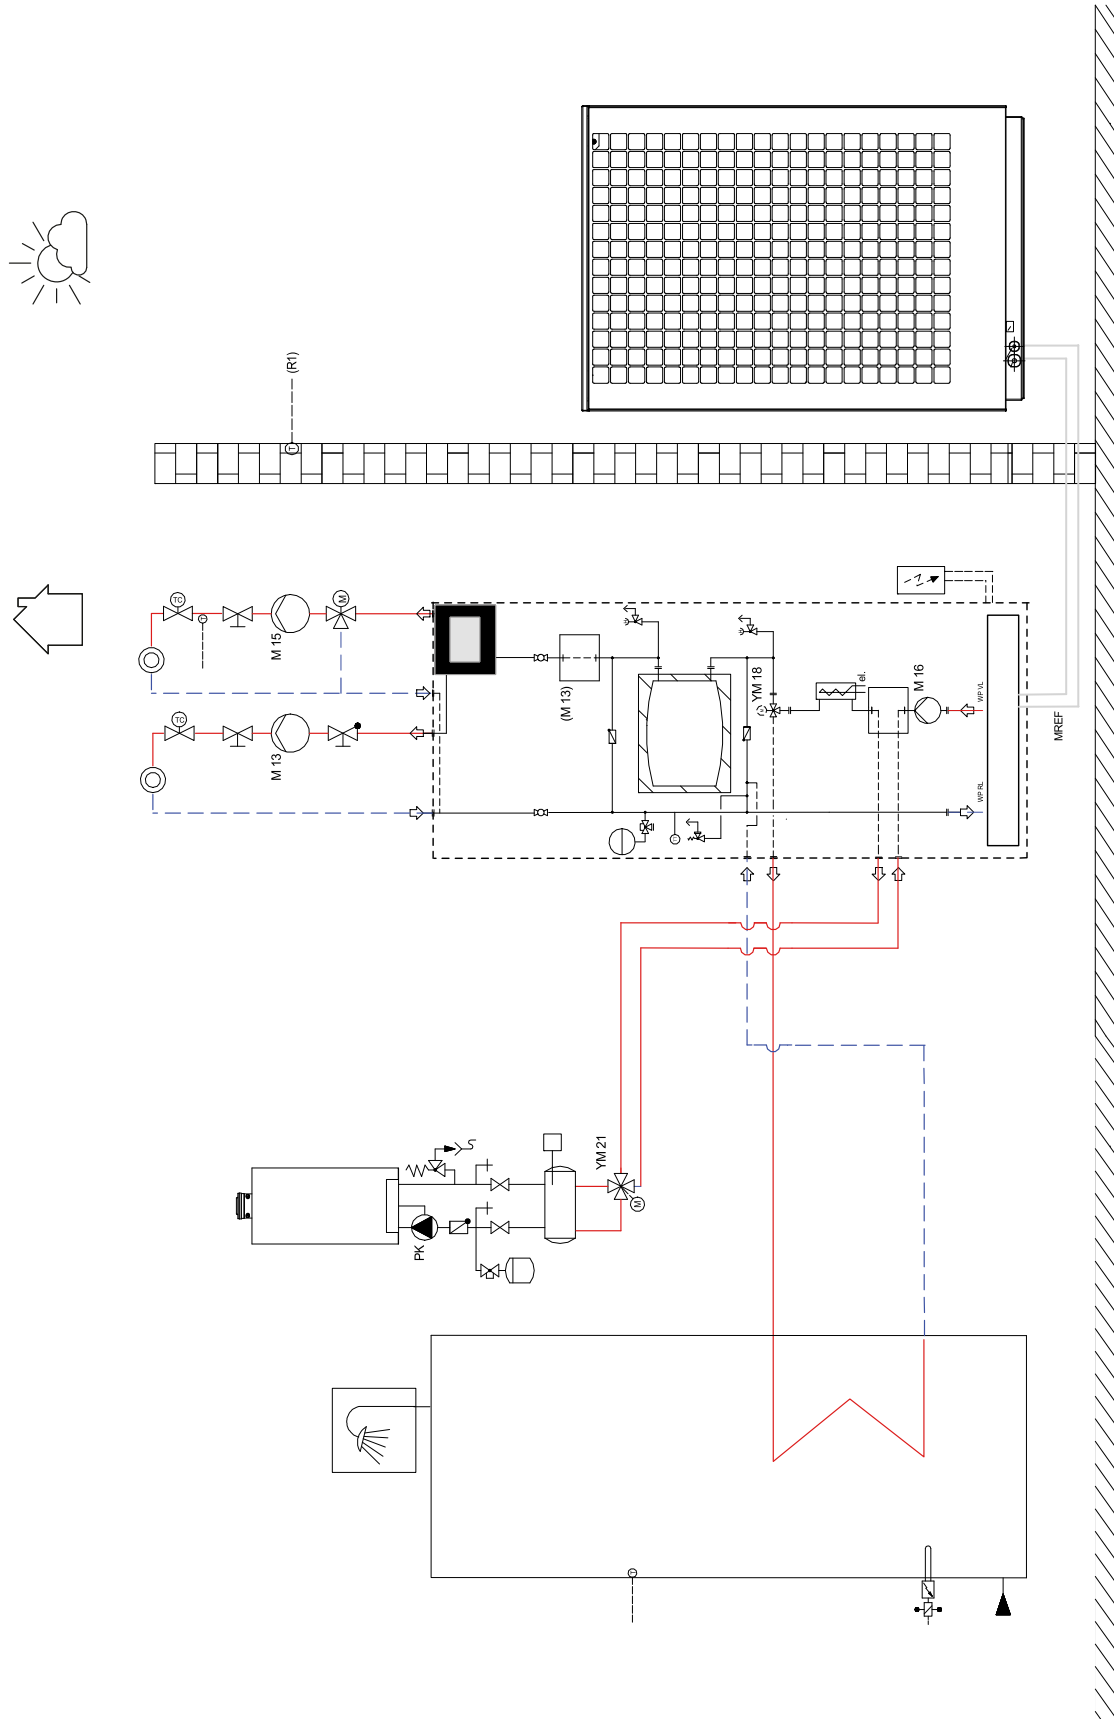 (R1)
TC
T
M
M 15
TC
M 13
(M 13)
YM 18
M
el.
M 16
WP VL
MREF
WP RL
T
YM 21
M
PK
T